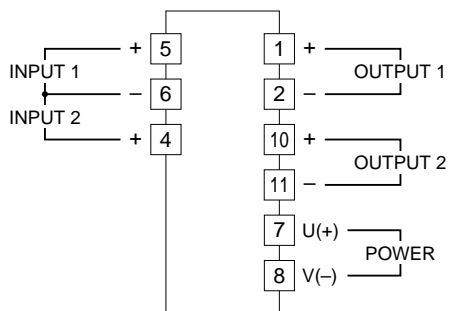 + 5
INPUT 1
− 6
INPUT 2
+ 4
1 +
OUTPUT 1
2 −
10 +
OUTPUT 2
11 −
7 U(+)
POWER
8 V(−)